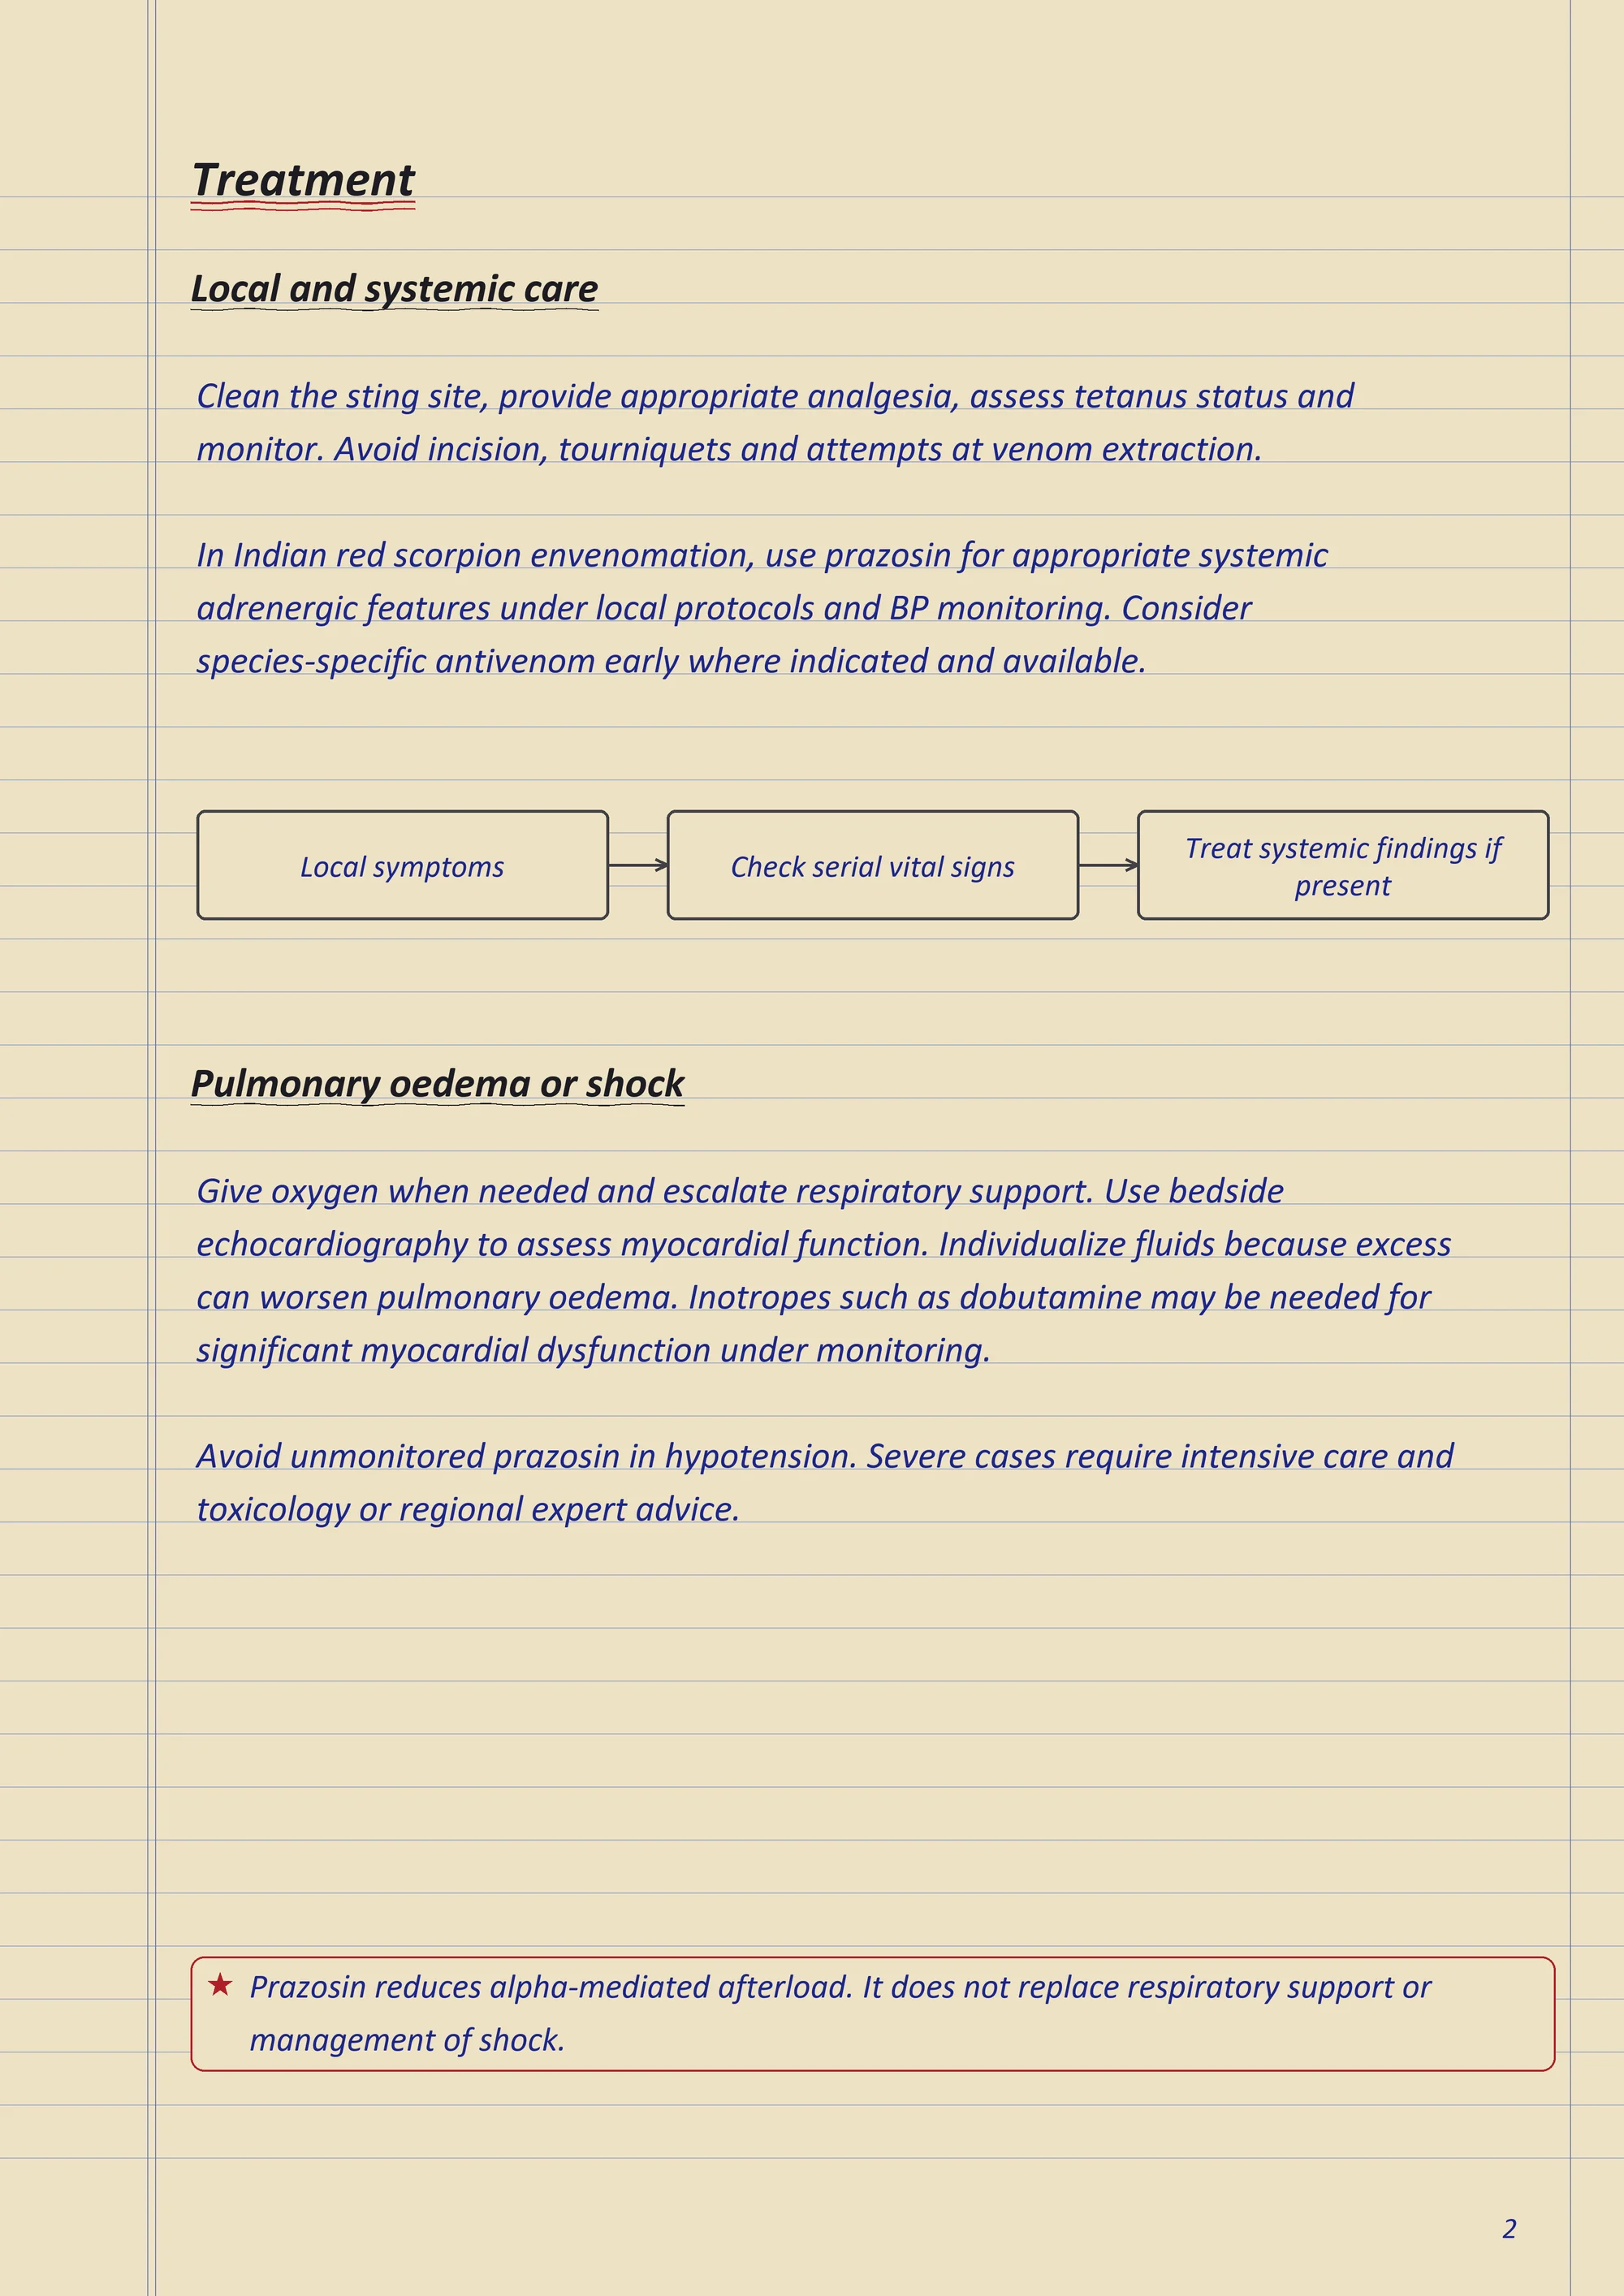 Treatment
Local and systemic care
Clean the sting site, provide appropriate analgesia, assess tetanus status and
monitor. Avoid incision, tourniquets and attempts at venom extraction.
In Indian red scorpion envenomation, use prazosin for appropriate systemic
adrenergic features under local protocols and BP monitoring. Consider
species-specific antivenom early where indicated and available.
Local symptoms
Check serial vital signs
Treat systemic findings if
present
Pulmonary oedema or shock
Give oxygen when needed and escalate respiratory support. Use bedside
echocardiography to assess myocardial function. Individualize fluids because excess
can worsen pulmonary oedema. Inotropes such as dobutamine may be needed for
significant myocardial dysfunction under monitoring.
Avoid unmonitored prazosin in hypotension. Severe cases require intensive care and
toxicology or regional expert advice.
★ Prazosin reduces alpha-mediated afterload. It does not replace respiratory support or
management of shock.
2